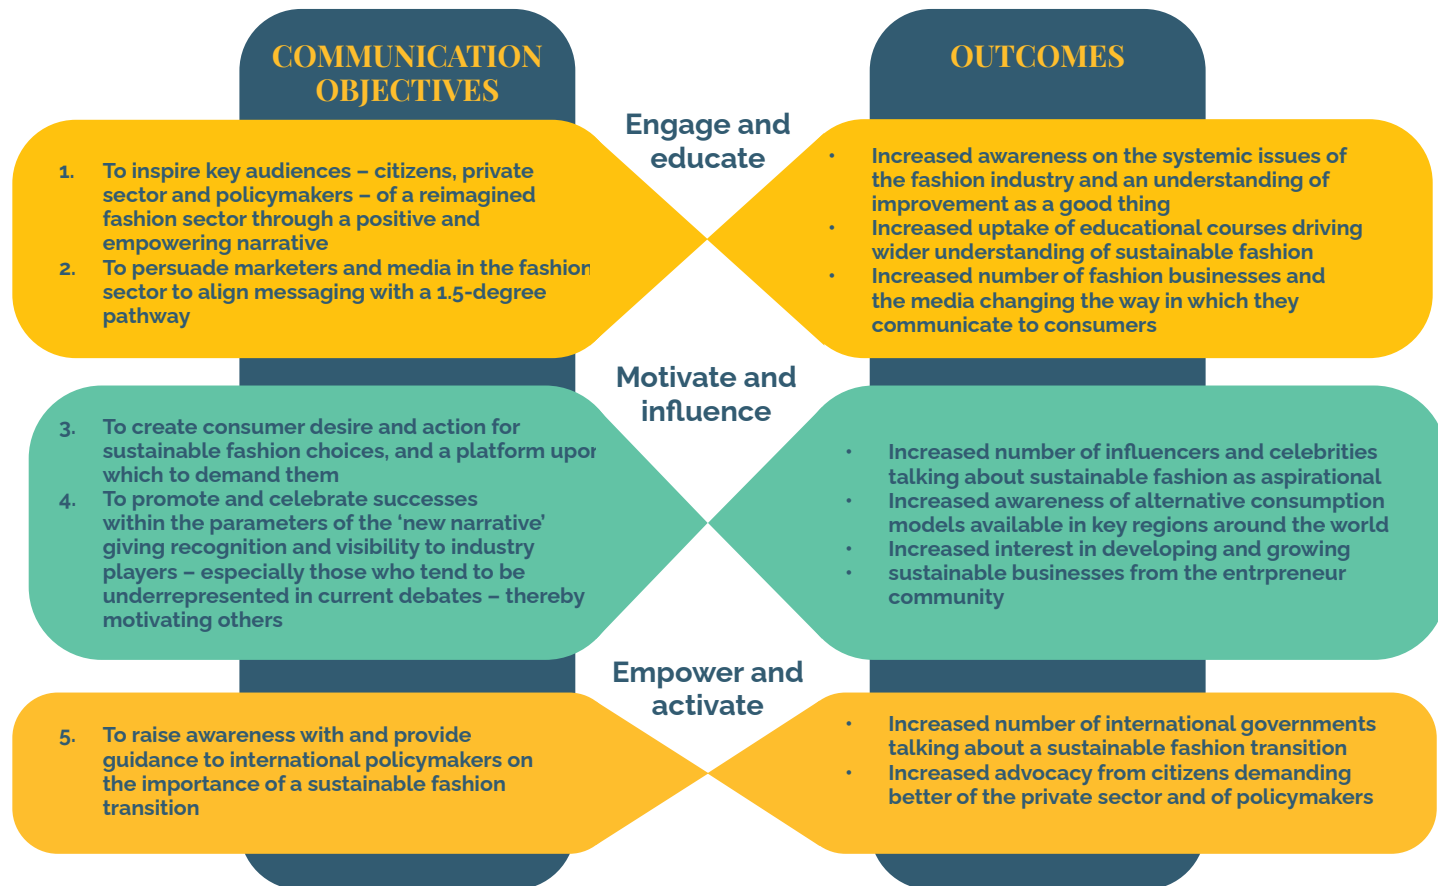 COMMUNICATION
OBJECTIVES
OUTCOMES
Engage and
educate
1. To inspire key audiences – citizens, private
sector and policymakers – of a reimagined
fashion sector through a positive and
empowering narrative
2. To persuade marketers and media in the fashion
sector to align messaging with a 1.5-degree
pathway
• Increased awareness on the systemic issues of
the fashion industry and an understanding of
improvement as a good thing
• Increased uptake of educational courses driving
wider understanding of sustainable fashion
• Increased number of fashion businesses and
the media changing the way in which they
communicate to consumers
Motivate and
influence
3. To create consumer desire and action for
sustainable fashion choices, and a platform upon
which to demand them
4. To promote and celebrate successes
within the parameters of the ‘new narrative’
giving recognition and visibility to industry
players – especially those who tend to be
underrepresented in current debates – thereby
motivating others
• Increased number of influencers and celebrities
talking about sustainable fashion as aspirational
• Increased awareness of alternative consumption
models available in key regions around the world
• Increased interest in developing and growing
• sustainable businesses from the entrpreneur
community
Empower and
activate
5. To raise awareness with and provide
guidance to international policymakers on
the importance of a sustainable fashion
transition
• Increased number of international governments
talking about a sustainable fashion transition
• Increased advocacy from citizens demanding
better of the private sector and of policymakers